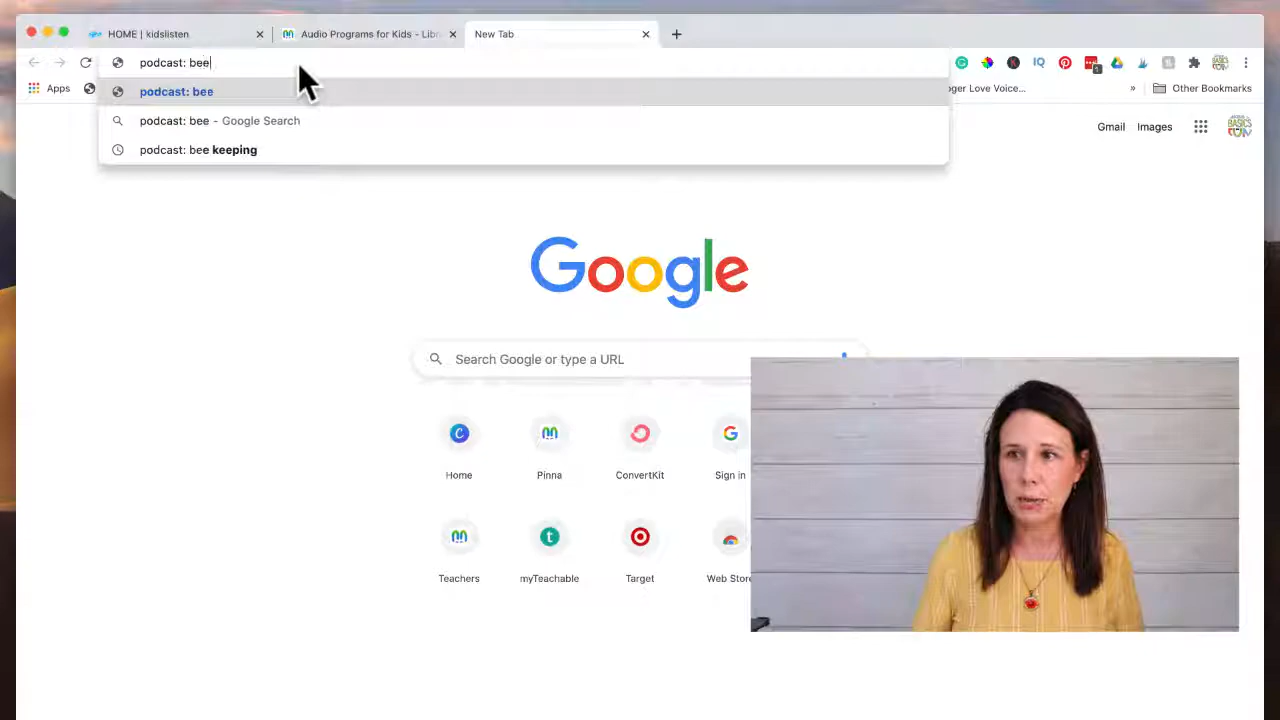 HOME | kidslisten
Audio Programs for Kids - Libr
New Tab
podcast: bee
Apps
ger Love Voice...
»
Other Bookmarks
podcast: bee
podcast: bee - Google Search
podcast: bee keeping
Gmail
Images
Google
Search Google or type a URL
Home
Pinna
ConvertKit
Sign in
Teachers
myTeachable
Target
Web Store